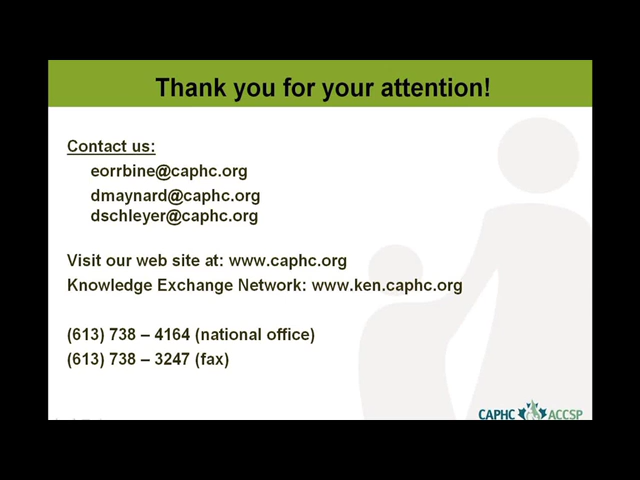 Thank you for your attention!
Contact us:
eorrbine@caphc.org
dmaynard@caphc.org
dschleyer@caphc.org
Visit our web site at: www.caphc.org
Knowledge Exchange Network: www.ken.caphc.org
(613) 738 – 4164 (national office)
(613) 738 – 3247 (fax)
CAPHC ACCSP